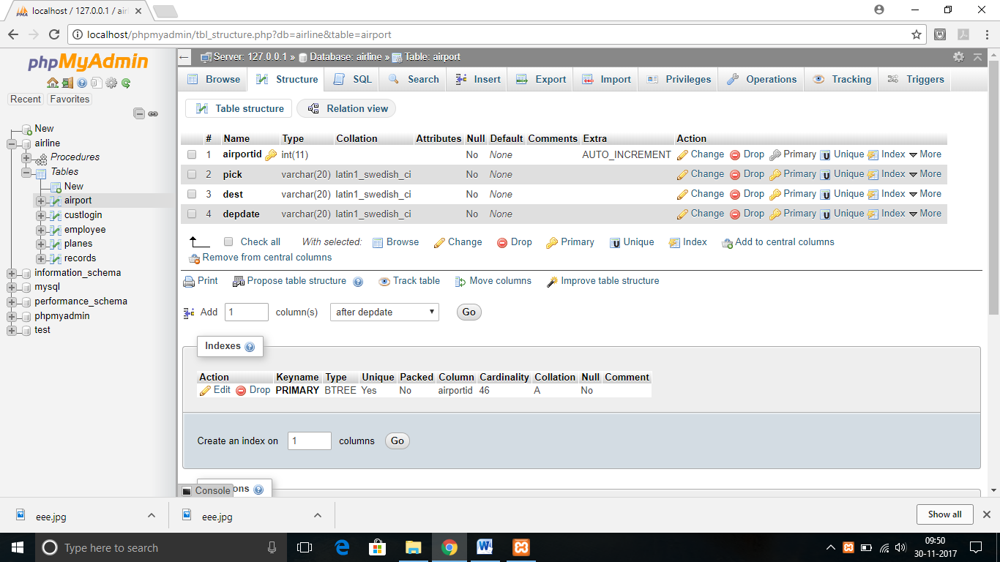 localhost / 127.0.0.1 / airl
localhost/phpmyadmin/tbl_structure.php?db=airline&table=airport
phpMyAdmin
Recent Favorites
New
airline
Procedures
Tables
New
airport
custlogin
employee
planes
records
information_schema
mysql
performance_schema
phpmyadmin
test
Server: 127.0.0.1 » Database: airline » Table: airport
Browse Structure SQL Search Insert Export Import Privileges Operations Tracking Triggers
Table structure Relation view
# Name Type Collation Attributes Null Default Comments Extra Action
1 airportid int(11) No None AUTO_INCREMENT Change Drop Primary Unique Index More
2 pick varchar(20) latin1_swedish_ci No None Change Drop Primary Unique Index More
3 dest varchar(20) latin1_swedish_ci No None Change Drop Primary Unique Index More
4 depdate varchar(20) latin1_swedish_ci No None Change Drop Primary Unique Index More
Check all With selected: Browse Change Drop Primary Unique Index Add to central columns
Remove from central columns
Print Propose table structure Track table Move columns Improve table structure
Add 1 column(s) after depdate Go
Indexes
Action Keyname Type Unique Packed Column Cardinality Collation Null Comment
Edit Drop PRIMARY BTREE Yes No airportid 46 A No
Create an index on 1 columns Go
Console ons
eee.jpg eee.jpg Show all
Type here to search
09:50
30-11-2017